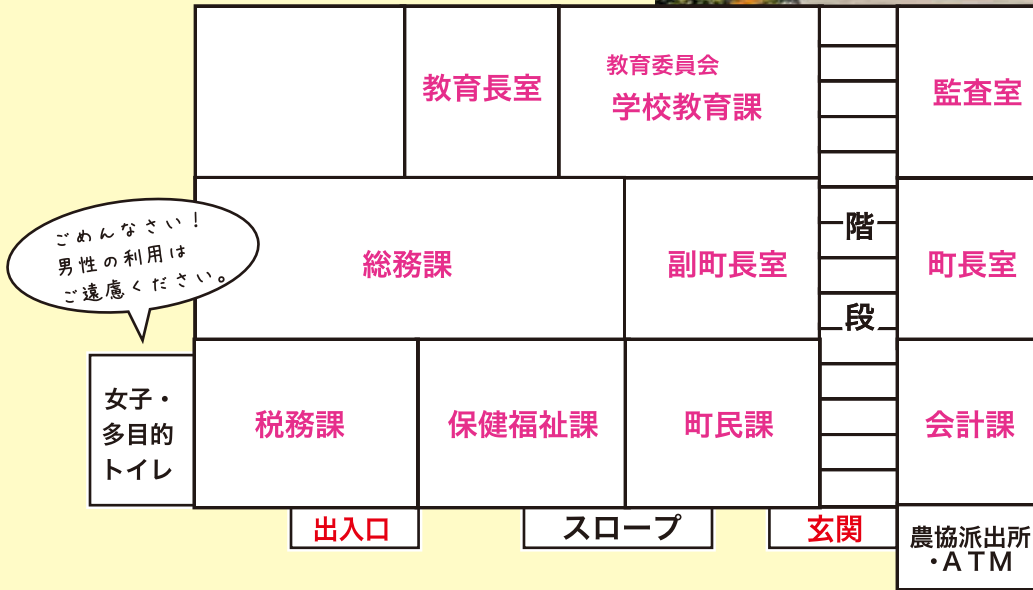 教育長室
教育委員会
学校教育課
監査室
ごめんなさい！
男性の利用は
ご遠慮ください。
総務課
副町長室
階
段
町長室
女子・
多目的
トイレ
税務課
保健福祉課
町民課
会計課
出入口
スロープ
玄関
農協派出所
・ATM